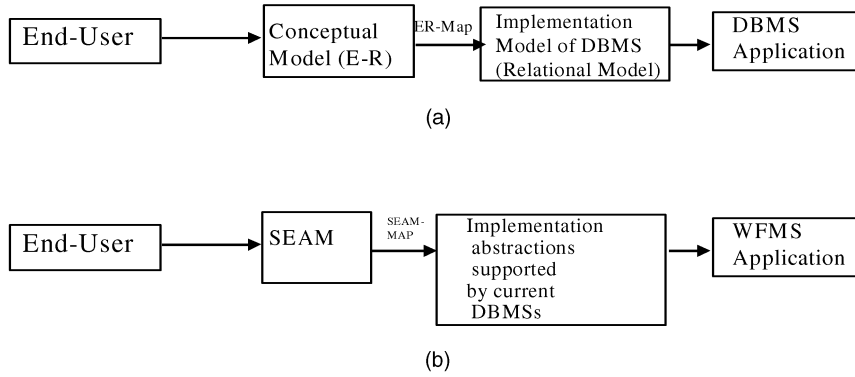 End-User
Conceptual
Model (E-R)
ER-Map
Implementation
Model of DBMS
(Relational Model)
DBMS
Application
(a)
End-User
SEAM
SEAM-
MAP
Implementation
abstractions
supported
by current
DBMSs
WFMS
Application
(b)